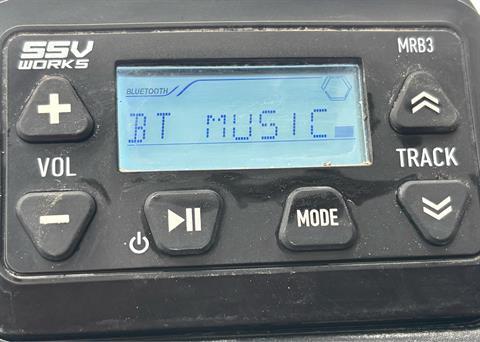 SSV
WORKS
MRB3
BLUETOOTH
BT MUSIC
VOL
TRACK
MODE